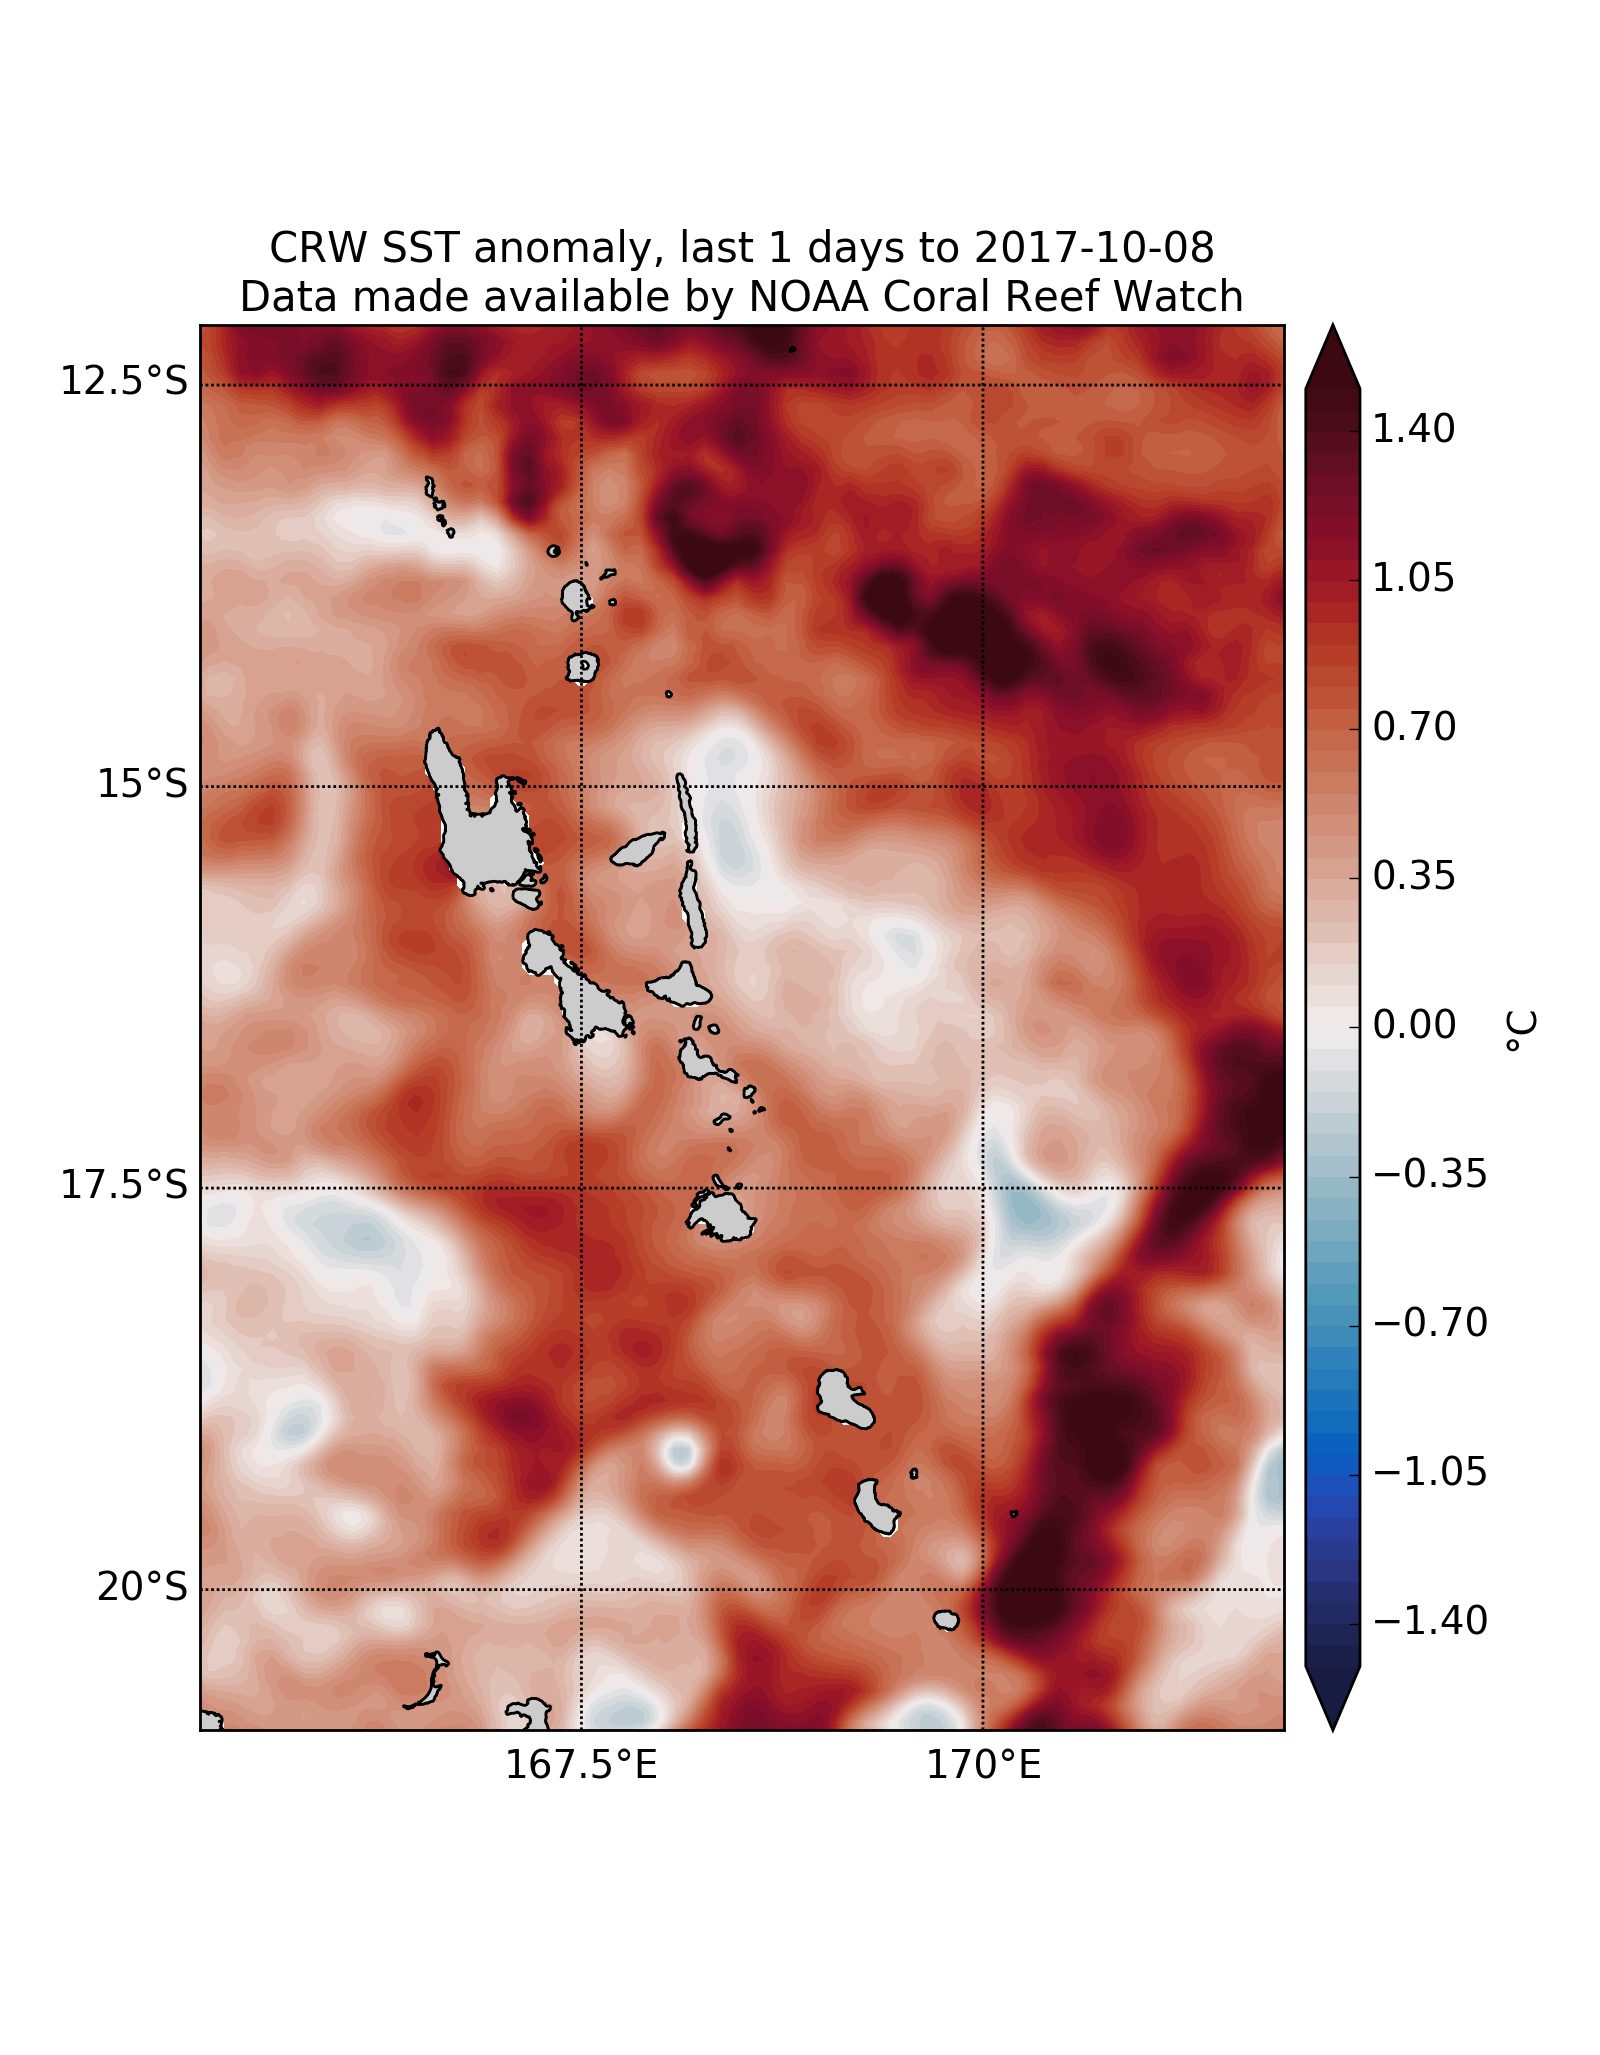 CRW SST anomaly, last 1 days to 2017-10-08
Data made available by NOAA Coral Reef Watch
12.5°S
15°S
17.5°S
20°S
167.5°E
170°E
1.40
1.05
0.70
0.35
0.00
−0.35
−0.70
−1.05
−1.40
°C